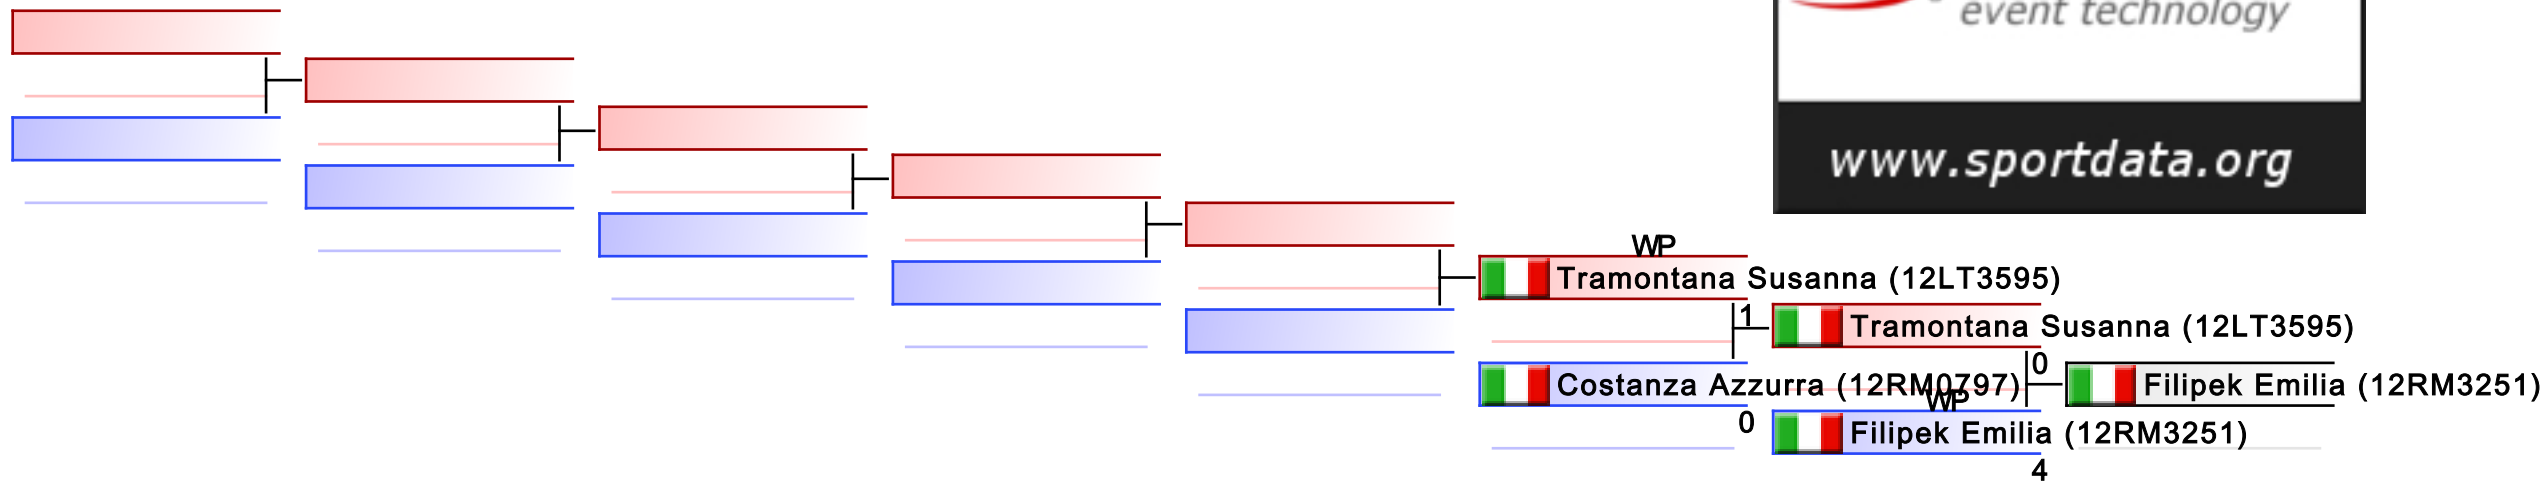 event technology
www.sportdata.org
WP
Tramontana Susanna (12LT3595)
1
Tramontana Susanna (12LT3595)
0
Costanza Azzurra (12RM0797)
Filipek Emilia (12RM3251)
WP
0
Filipek Emilia (12RM3251)
4